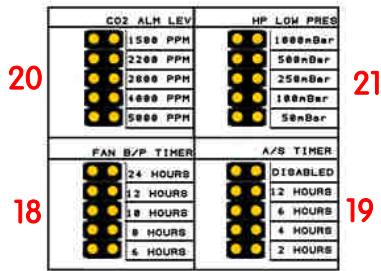 CO2 ALM LEV
1500 PPM
2200 PPM
2800 PPM
4000 PPM
5000 PPM
20
HP LOW PRES
1000mBar
500mBar
250mBar
100mBar
50mBar
21
FAN B/P TIMER
24 HOURS
12 HOURS
10 HOURS
8 HOURS
6 HOURS
18
A/S TIMER
DISABLED
12 HOURS
6 HOURS
4 HOURS
2 HOURS
19